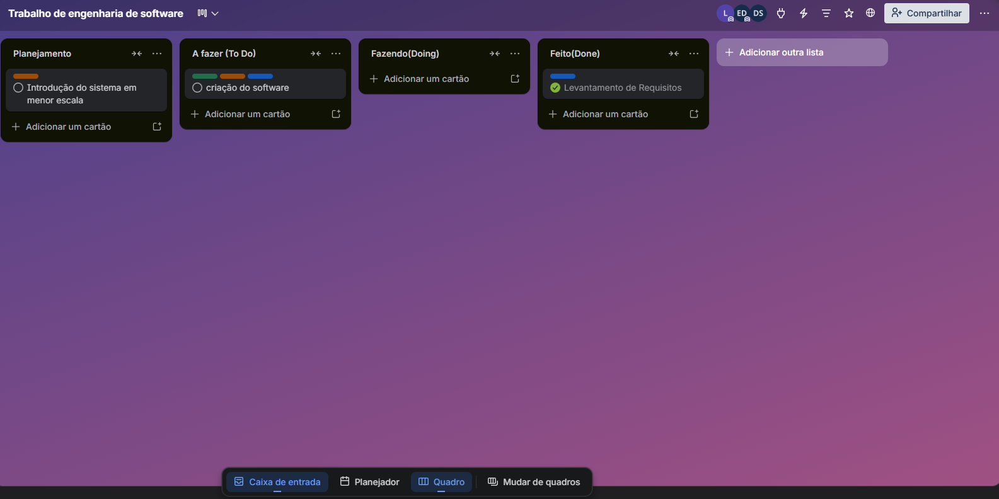 Trabalho de engenharia de software
L ED DS
Compartilhar
Planejamento
Introdução do sistema em
menor escala
Adicionar um cartão
A fazer (To Do)
criação do software
Adicionar um cartão
Fazendo(Doing)
Adicionar um cartão
Feito(Done)
Levantamento de Requisitos
Adicionar um cartão
Adicionar outra lista
Caixa de entrada
Planejador
Quadro
Mudar de quadros